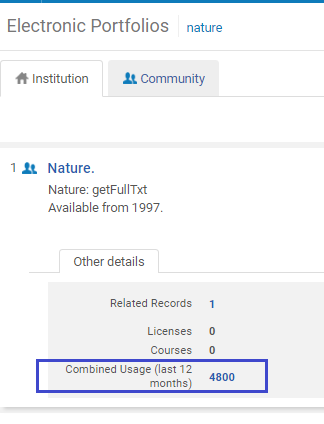 Electronic Portfolios nature
Institution Community
1 Nature.
Nature: getFullTxt
Available from 1997.
Other details
Related Records 1
Licenses 0
Courses 0
Combined Usage (last 12
months) 4800